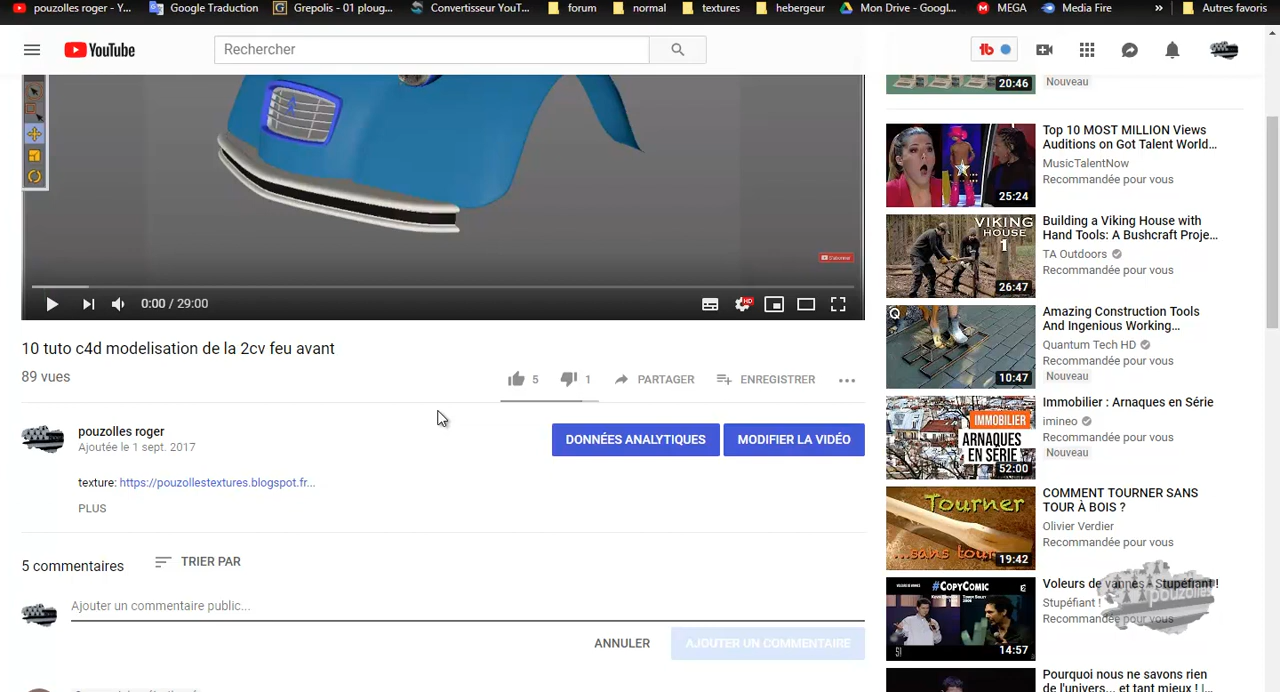 pouzolles roger - Y...
Google Traduction
Grepolis - 01 ploug...
Convertisseur YouT...
forum
normal
textures
hebergeur
Mon Drive - Googl...
MEGA
Media Fire
»
Autres favoris
YouTube
Rechercher
tb
20:46
Nouveau
S'abonner
0:00 / 29:00
HD
10 tuto c4d modelisation de la 2cv feu avant
89 vues
5
1
PARTAGER
ENREGISTRER
pouzolles roger
Ajoutée le 1 sept. 2017
DONNÉES ANALYTIQUES
MODIFIER LA VIDÉO
texture: https://pouzollestextures.blogspot.fr...
PLUS
5 commentaires
TRIER PAR
Ajouter un commentaire public...
ANNULER
AJOUTER UN COMMENTAIRE
25:24
Top 10 MOST MILLION Views
Auditions on Got Talent World...
MusicTalentNow
Recommandée pour vous
VIKING
HOUSE
1
26:47
Building a Viking House with
Hand Tools: A Bushcraft Proje...
TA Outdoors
Recommandée pour vous
Q
10:47
Amazing Construction Tools
And Ingenious Working...
Quantum Tech HD
Recommandée pour vous
Nouveau
IMMOBILIER
ARNAQUES
EN SÉRIE
52:00
Immobilier : Arnaques en Série
imineo
Recommandée pour vous
Nouveau
Tourner
...sans tour
19:42
COMMENT TOURNER SANS
TOUR À BOIS ?
Olivier Verdier
Recommandée pour vous
#CopyComic
14:57
Voleurs de vannes - Stupéfiant !
Stupéfiant !
Recommandée pour vous
pouzolles
Pourquoi nous ne savons rien
de l'univers... et tant mieux ! |...